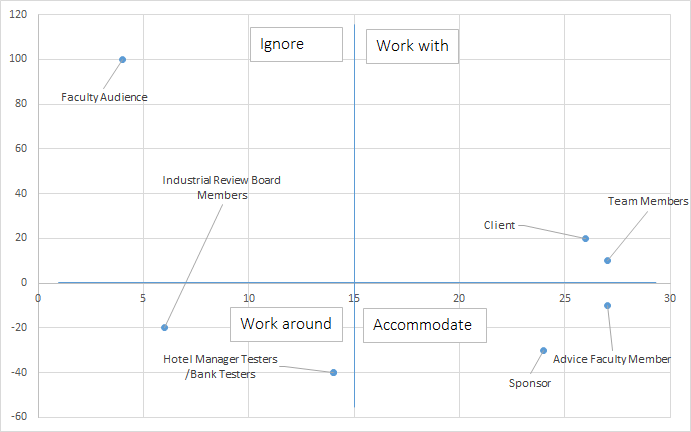 120
Ignore
Work with
100
Faculty Audience
80
60
Industrial Review Board
Members
40
Team Members
Client
20
0
0
5
10
15
20
25
30
Work around
Accommodate
-20
Hotel Manager Testers
/Bank Testers
Advice Faculty Member
-40
Sponsor
-60